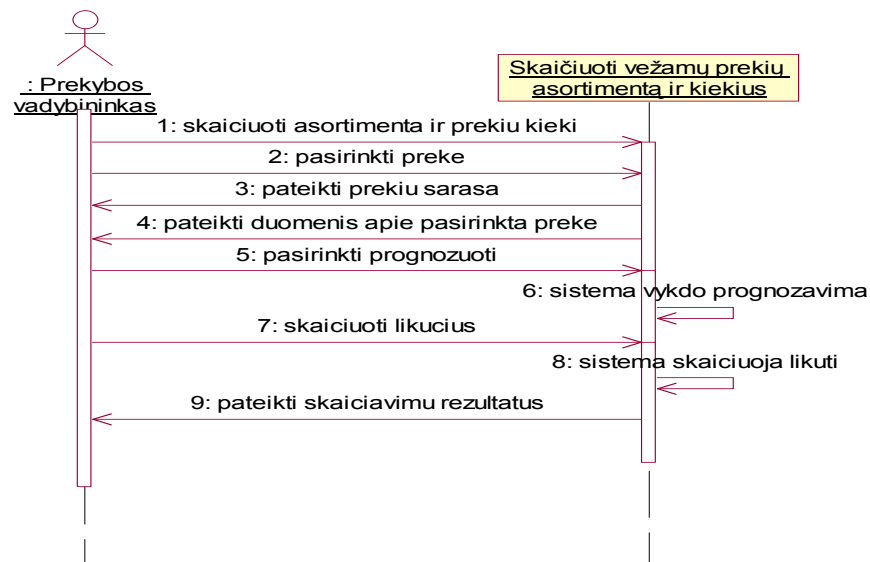 : Prekybos
vadybininkas
Skaičiuoti vežamų prekių
asortimentą ir kiekius
1: skaiciuoti asortimenta ir prekiu kieki
2: pasirinkti preke
3: pateikti prekiu sarasa
4: pateikti duomenis apie pasirinkta preke
5: pasirinkti prognozuoti
6: sistema vykdo prognozavima
7: skaiciuoti likucius
8: sistema skaiciuoja likuti
9: pateikti skaiciavimu rezultatus